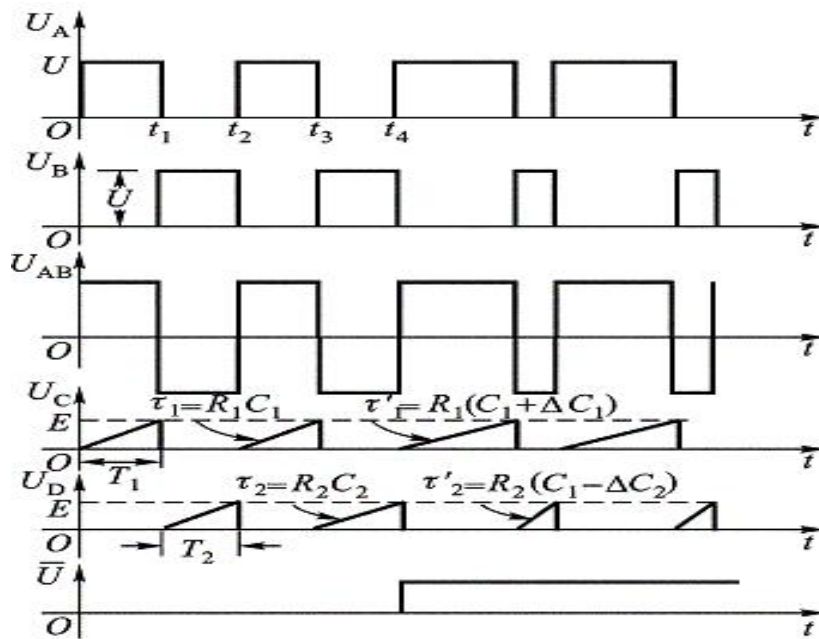 U_A
U
O t_1 t_2 t_3 t_4 t
U_B
U
O t
U_AB
O t
U_C τ_1=R_1C_1 τ'_1=R_1(C_1+ΔC_1)
E
O T_1 t
U_D τ_2=R_2C_2 τ'_2=R_2(C_1−ΔC_2)
E
O T_2 t
U̅
O t